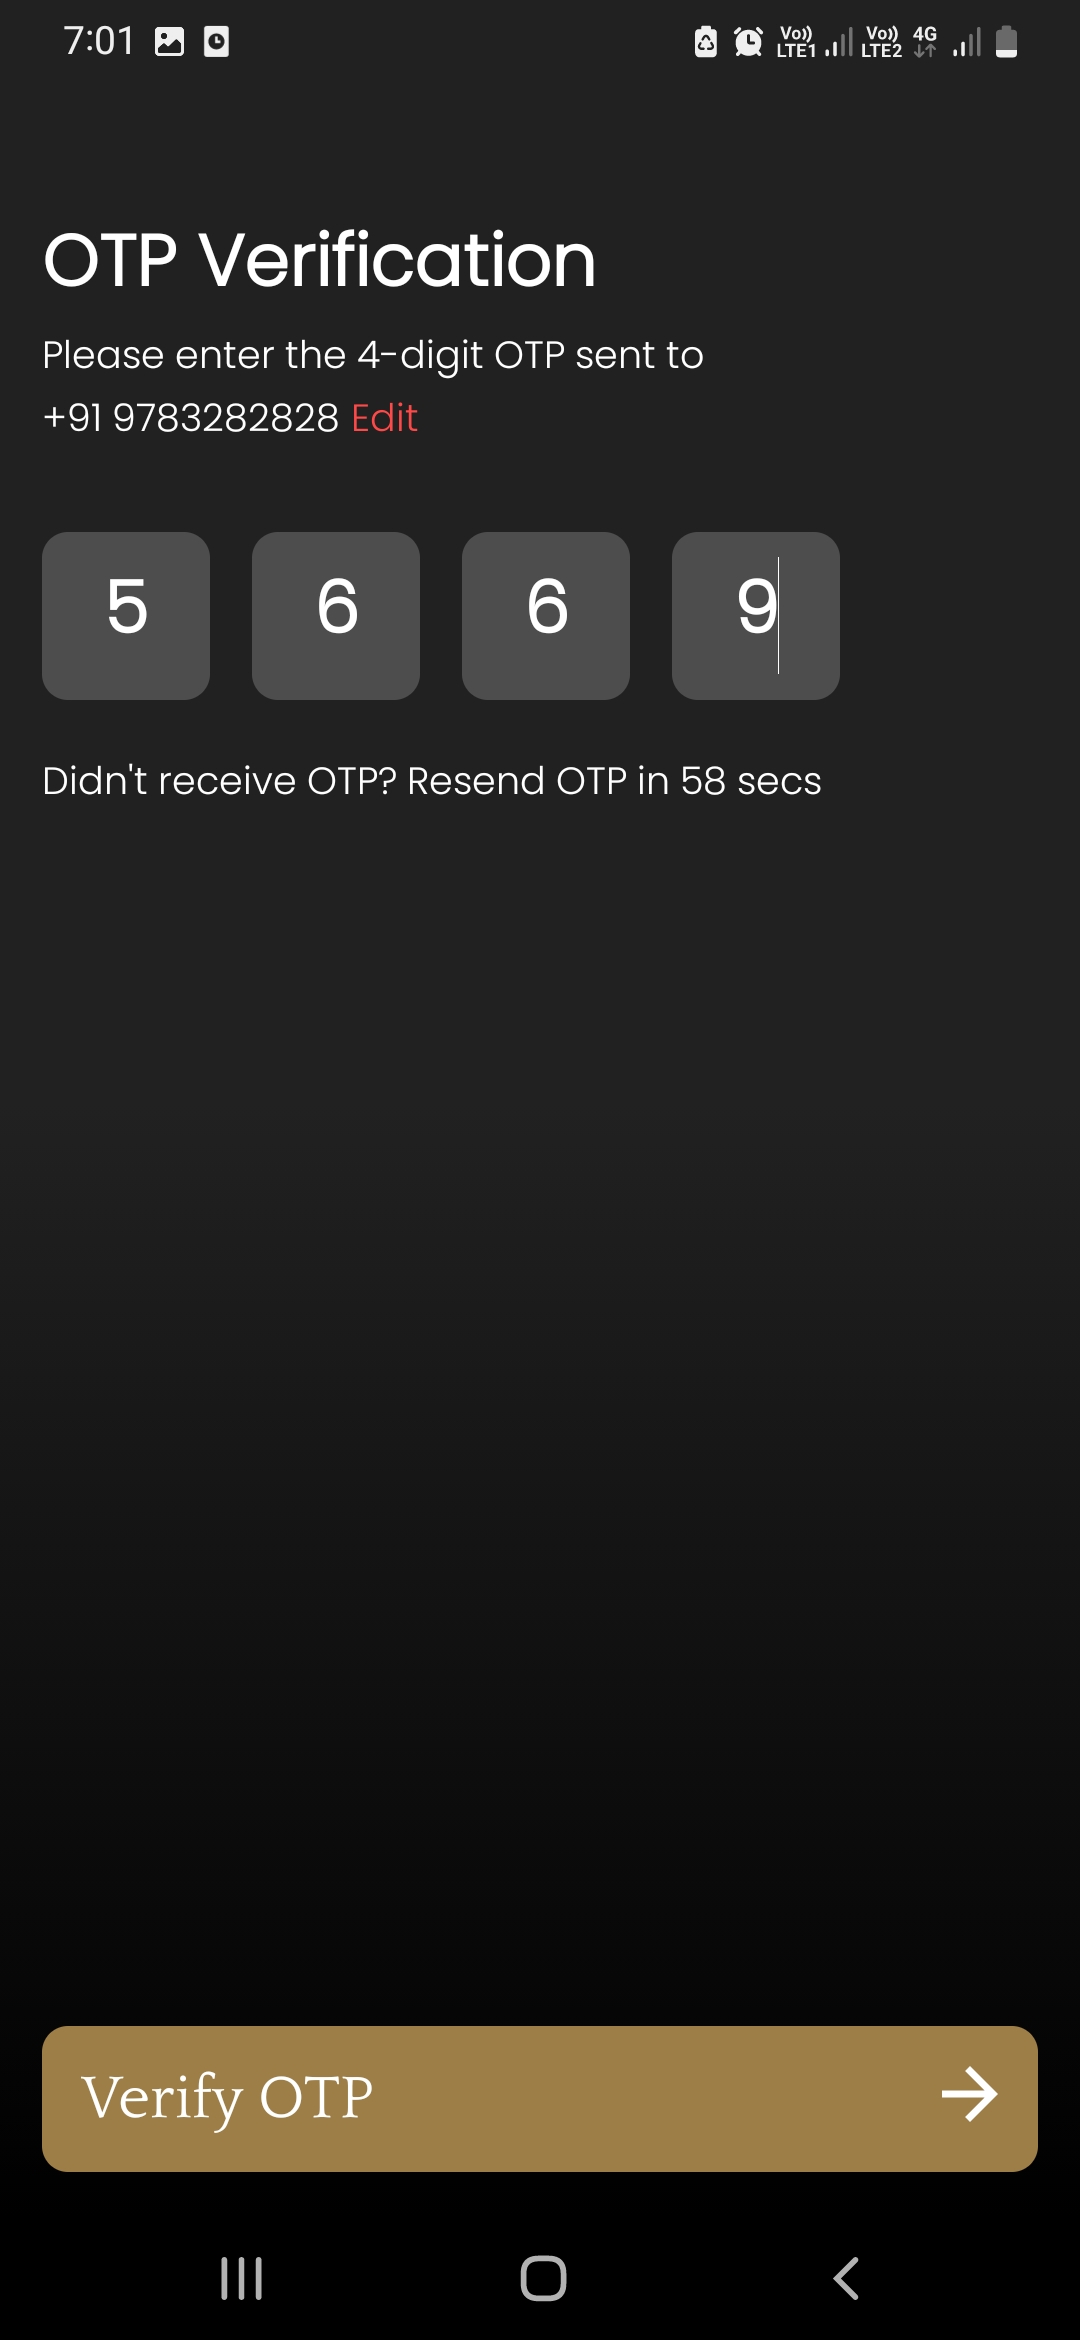 7:01 Vo)) LTE1 Vo)) LTE2 4G
OTP Verification
Please enter the 4-digit OTP sent to
+91 9783282828 Edit
5 6 6 9
Didn't receive OTP? Resend OTP in 58 secs
Verify OTP